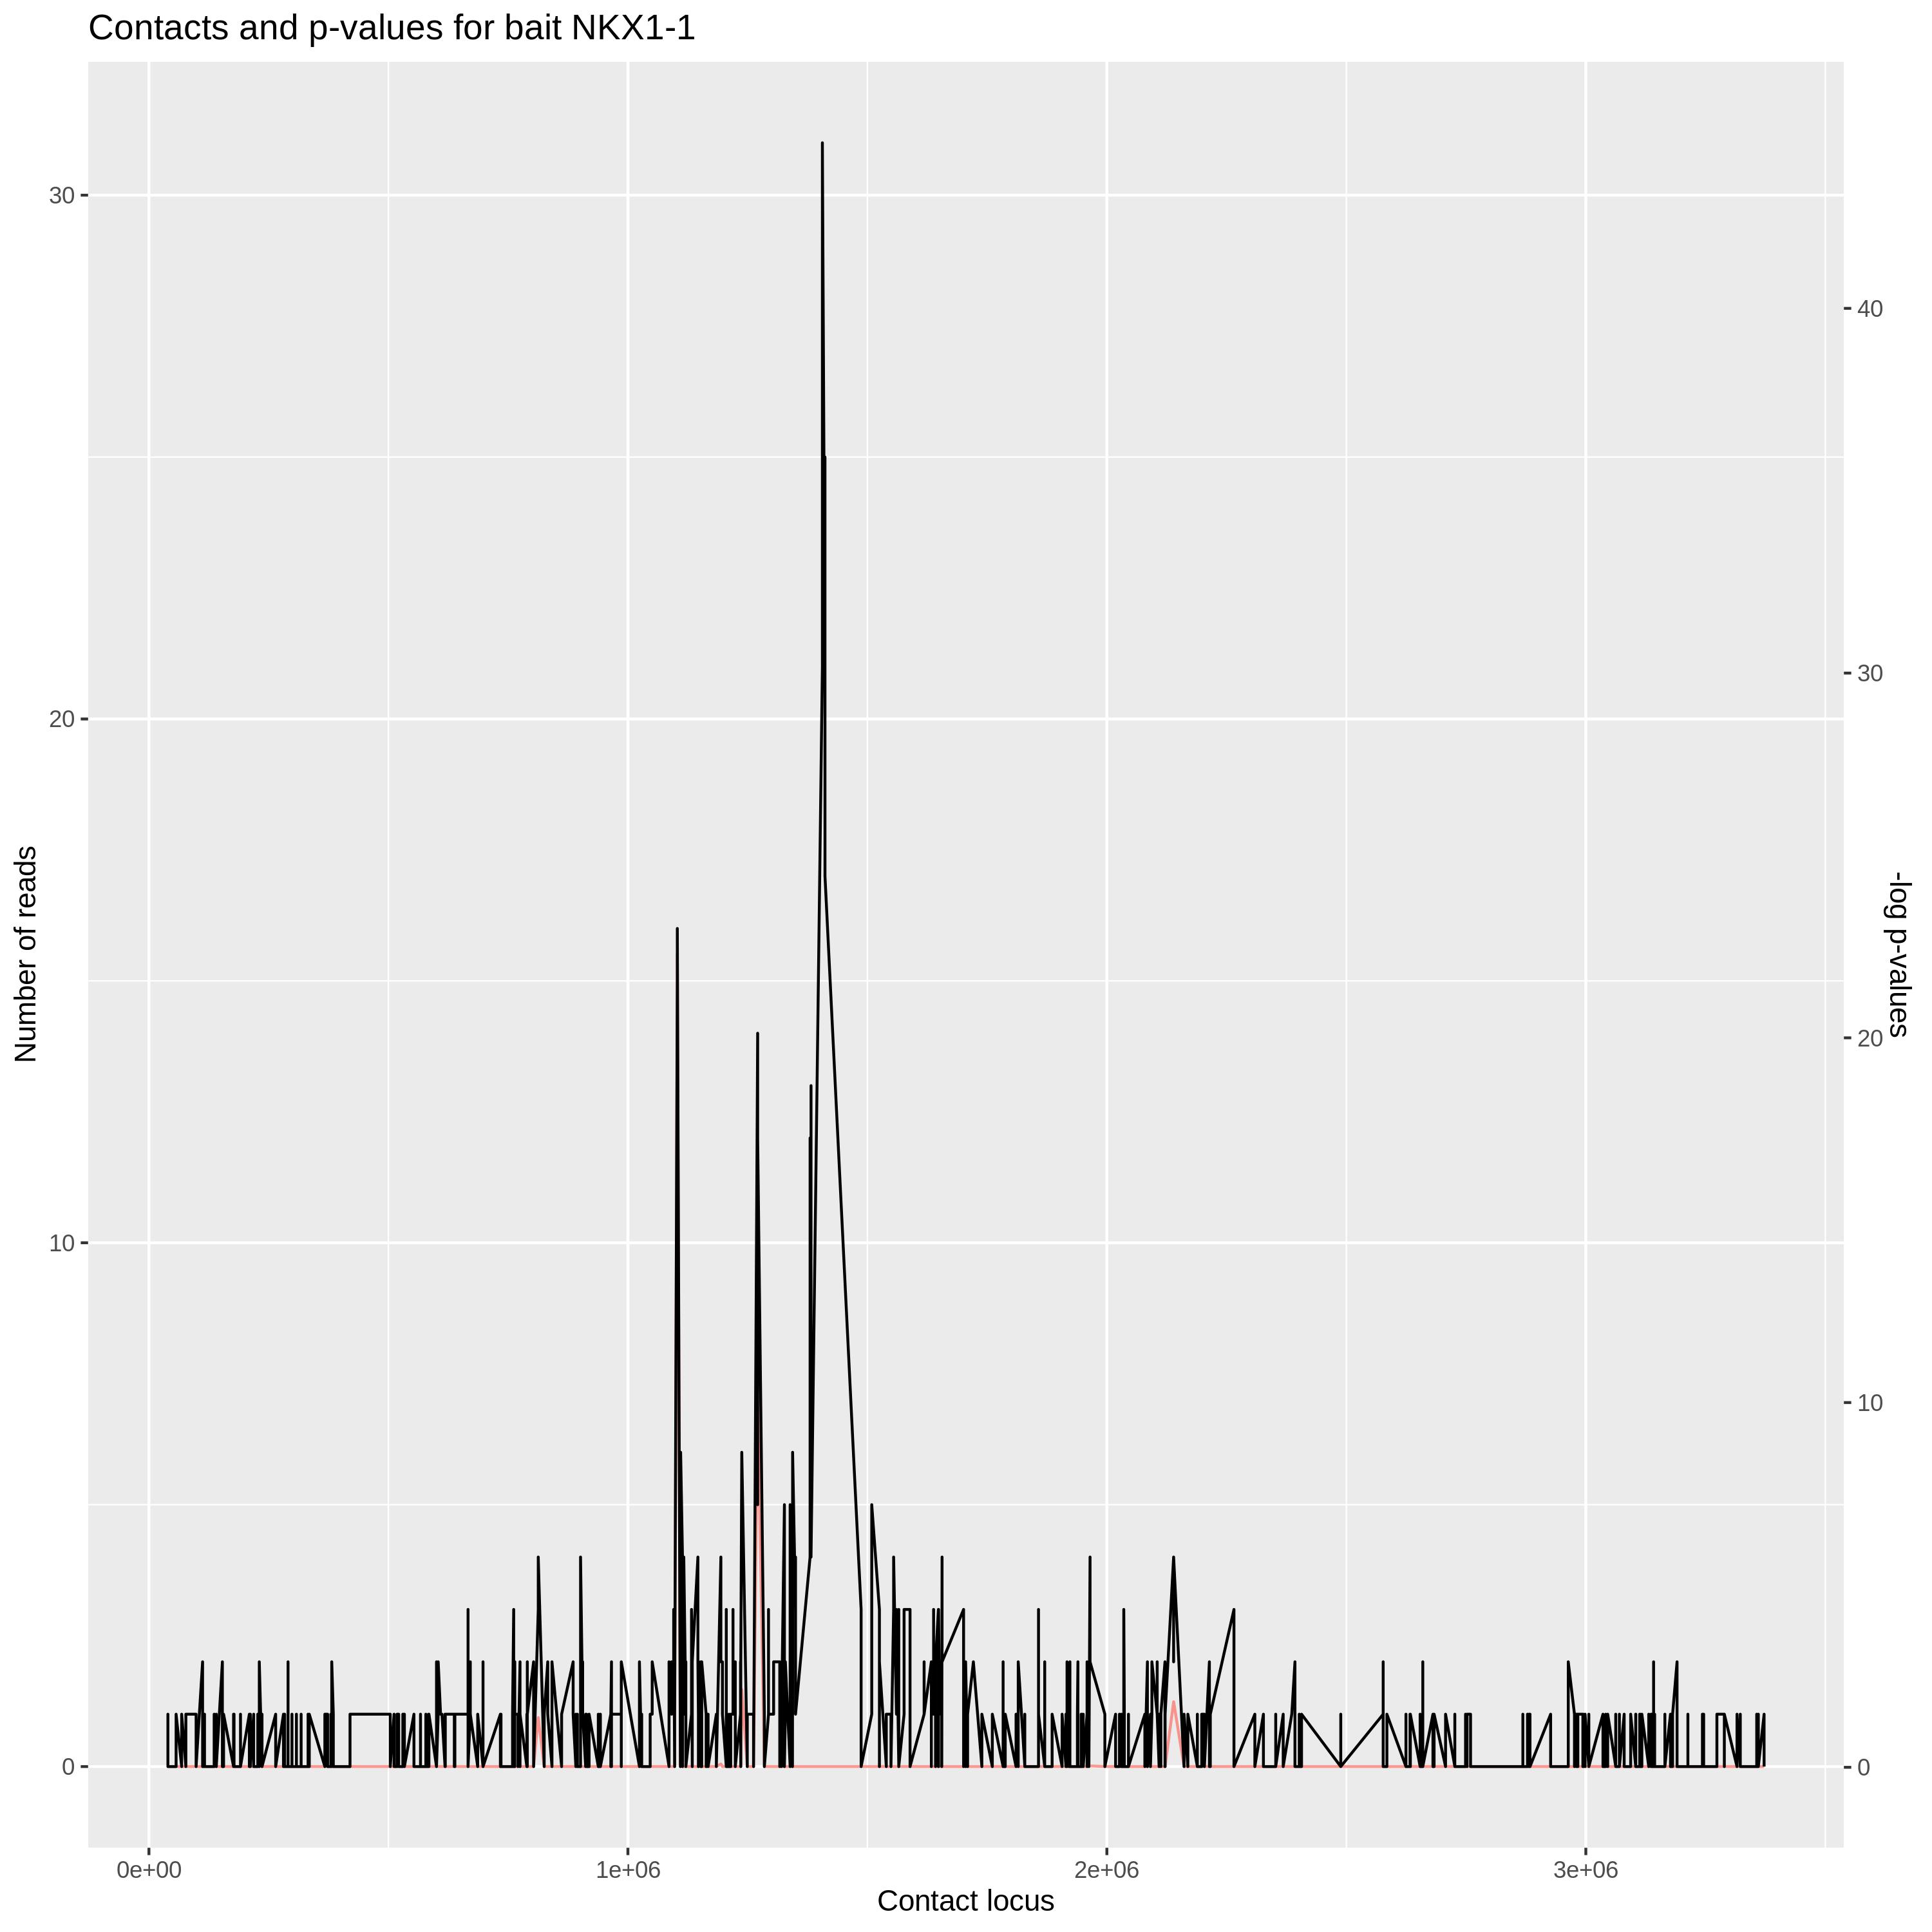 Contacts and p-values for bait NKX1-1
30
20
10
0
Number of reads
40
30
20
10
0
-log p-values
0e+00 1e+06 2e+06 3e+06
Contact locus